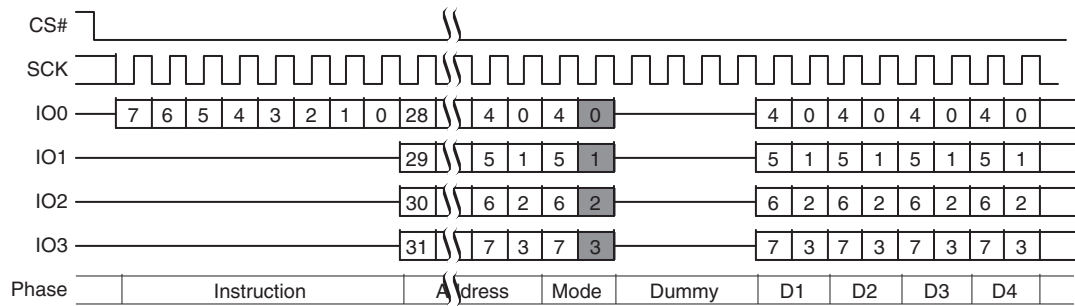 CS#
SCK
IO0 7 6 5 4 3 2 1 0 28 4 0 4 0 4 0 4 0 4 0 4 0
IO1 29 5 1 5 1 5 1 5 1 5 1 5 1
IO2 30 6 2 6 2 6 2 6 2 6 2 6 2
IO3 31 7 3 7 3 7 3 7 3 7 3 7 3
Phase Instruction Address Mode Dummy D1 D2 D3 D4